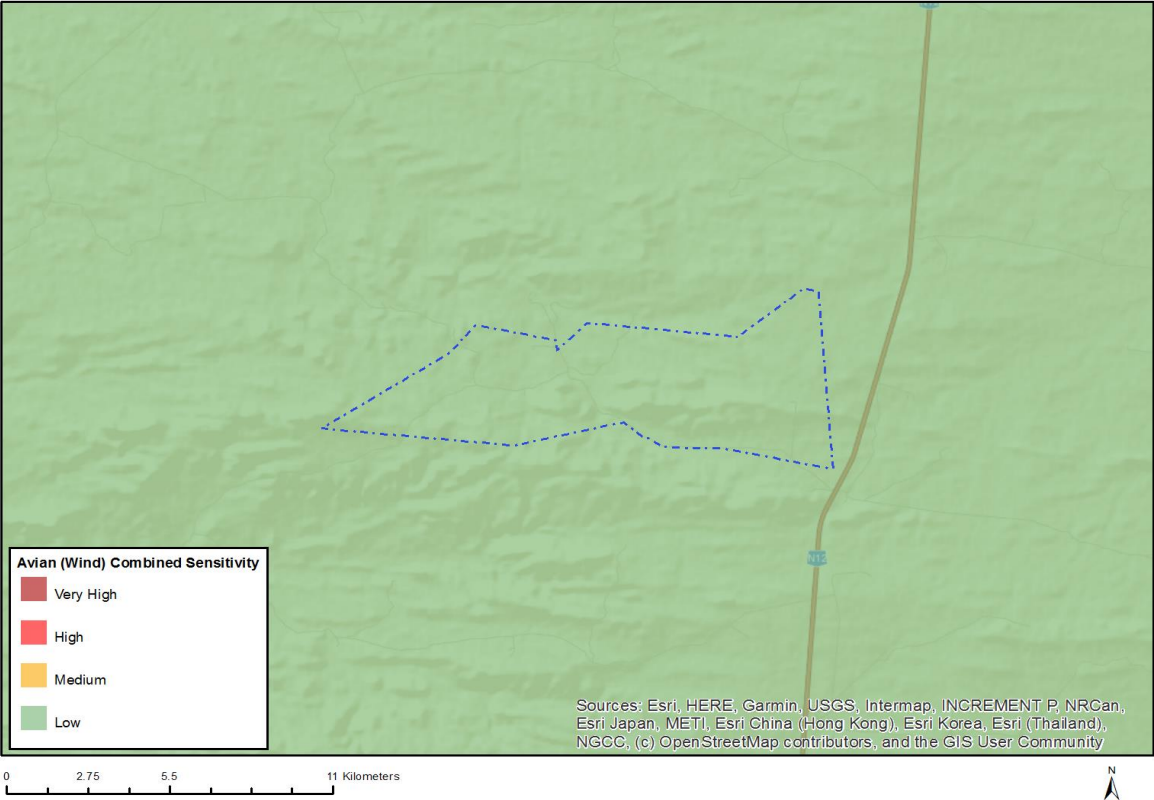 N12
Avian (Wind) Combined Sensitivity
Very High
High
Medium
Low
Sources: Esri, HERE, Garmin, USGS, Intermap, INCREMENT P, NRCan,
Esri Japan, METI, Esri China (Hong Kong), Esri Korea, Esri (Thailand),
NGCC, (c) OpenStreetMap contributors, and the GIS User Community
0 2.75 5.5 11 Kilometers
N